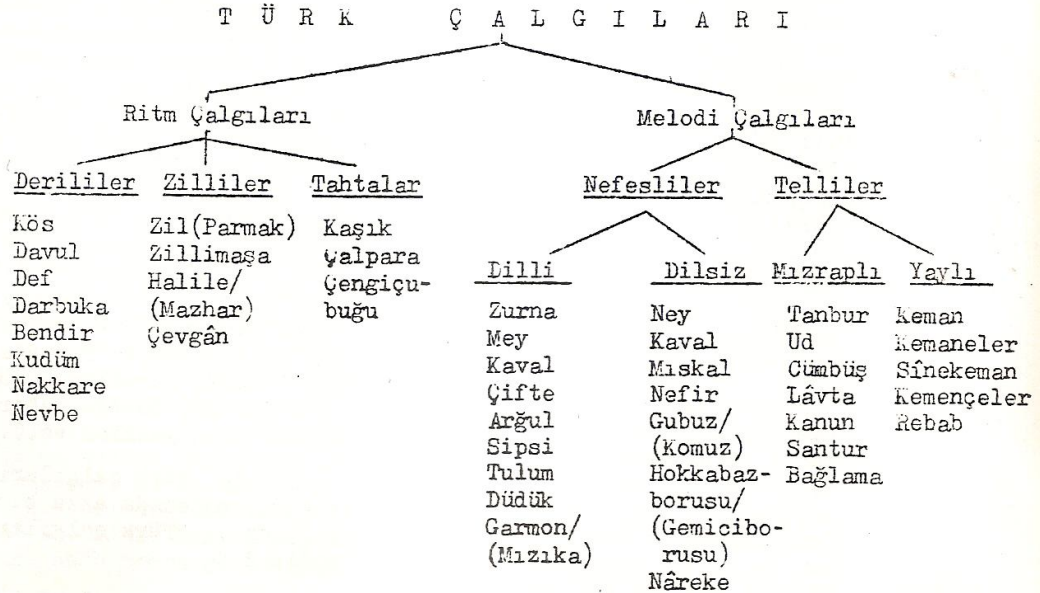 TÜRK ÇALGILARI
Ritm Çalgıları
Melodi Çalgıları
Derililer
Kös
Davul
Def
Darbuka
Bendir
Kudüm
Nakkare
Nevbe
Zilliler
Zil(Parmak)
Zillimaşa
Halile/
(Mazhar)
Çevgân
Tahtalar
Kaşık
Çalpara
Çengiçu-
buğu
Nefesliler
Telliler
Dilli
Zurna
Mey
Kaval
Çifte
Arğul
Sipsi
Tulum
Düdük
Garmon/
(Mızıka)
Dilsiz
Ney
Kaval
Mıskal
Nefir
Gubuz/
(Komuz)
Hokkabaz-
borusu/
(Gemicibo-
rusu)
Nâreke
Mızraplı
Tanbur
Ud
Cümbüş
Lâvta
Kanun
Santur
Bağlama
Yaylı
Keman
Kemaneler
Sînekeman
Kemençeler
Rebab